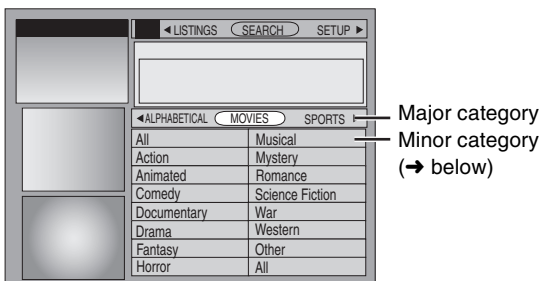 ◄ LISTINGS SEARCH SETUP ►
◄ALPHABETICAL MOVIES SPORTS
Major category
All Musical
Minor category
Action Mystery
(➜ below)
Animated Romance
Comedy Science Fiction
Documentary War
Drama Western
Fantasy Other
Horror All